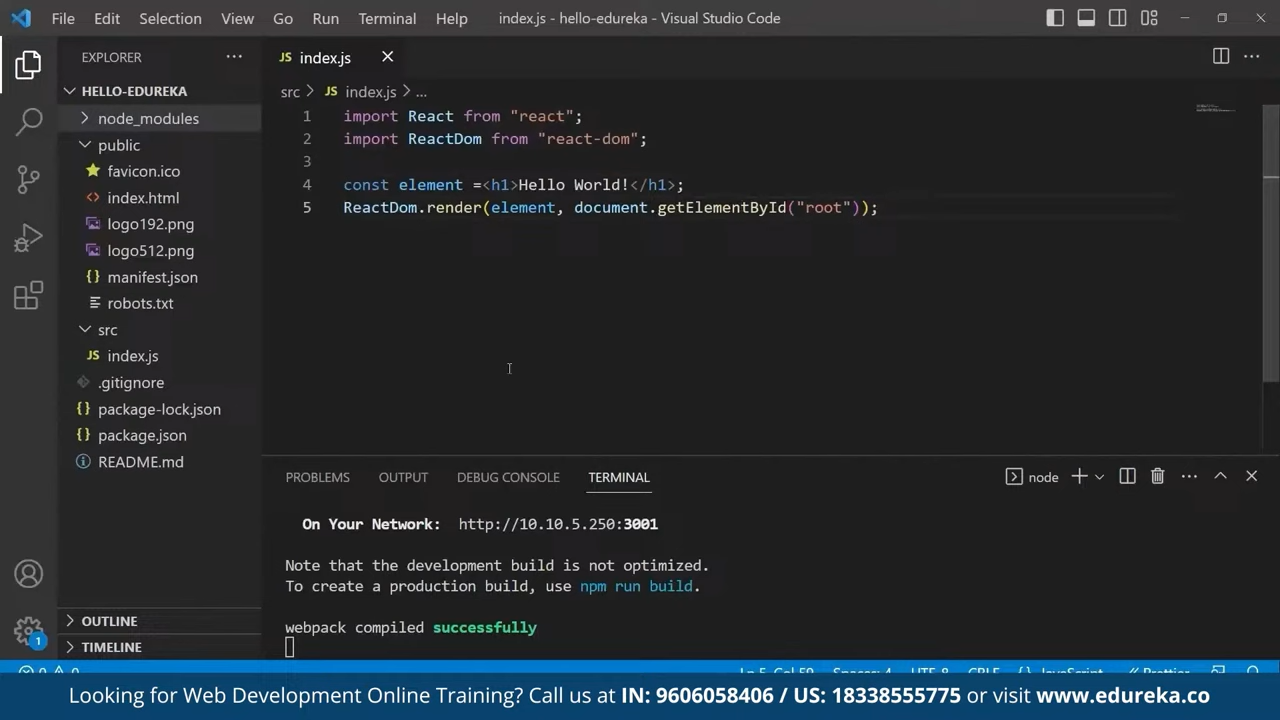 File Edit Selection View Go Run Terminal Help index.js - hello-edureka - Visual Studio Code
EXPLORER
HELLO-EDUREKA
node_modules
public
favicon.ico
index.html
logo192.png
logo512.png
manifest.json
robots.txt
src
index.js
.gitignore
package-lock.json
package.json
README.md
OUTLINE
TIMELINE
1
JS index.js
src > JS index.js > ...
1 import React from "react";
2 import ReactDom from "react-dom";
3
4 const element =<h1>Hello World!</h1>;
5 ReactDom.render(element, document.getElementById("root"));
PROBLEMS OUTPUT DEBUG CONSOLE TERMINAL node
On Your Network: http://10.10.5.250:3001
Note that the development build is not optimized.
To create a production build, use npm run build.
webpack compiled successfully
Looking for Web Development Online Training? Call us at IN: 9606058406 / US: 18338555775 or visit www.edureka.co